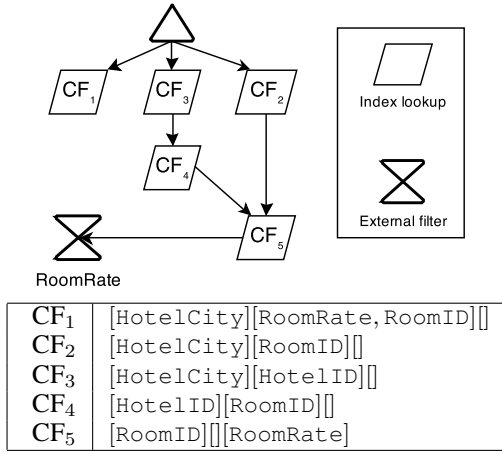 CF₁ CF₃ CF₂
CF₄
CF₅
RoomRate
Index lookup
External filter
CF₁ [HotelCity][RoomRate, RoomID][]
CF₂ [HotelCity][RoomID][]
CF₃ [HotelCity][HotelID][]
CF₄ [HotelID][RoomID][]
CF₅ [RoomID][][RoomRate]